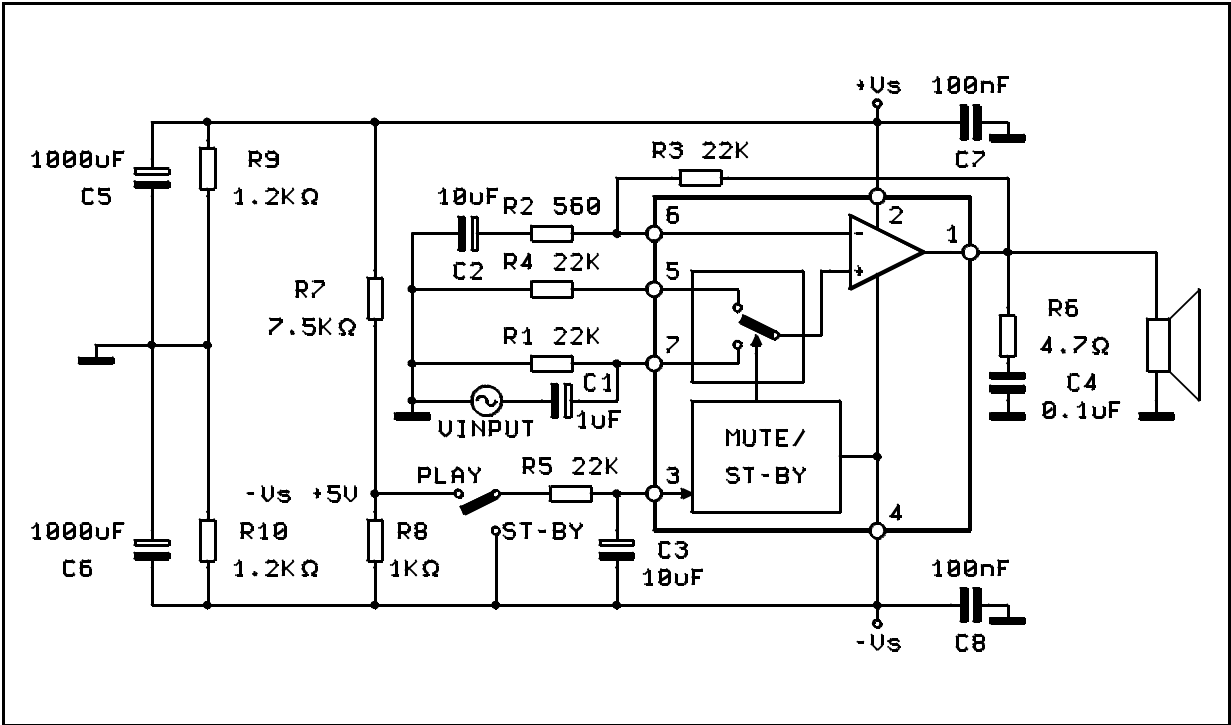 +Vs
100nF
C7
1000uF
C5
R9
1.2KΩ
R3 22K
10uF
C2
R2 560
6
2
1
-
+
R4 22K
5
R7
7.5KΩ
R1 22K
7
R6
4.7Ω
C4
0.1uF
C1
1uF
VINPUT
MUTE/
ST-BY
PLAY
R5 22K
3
-Vs +5V
ST-BY
4
1000uF
C6
R10
1.2KΩ
R8
1KΩ
C3
10uF
100nF
C8
-Vs